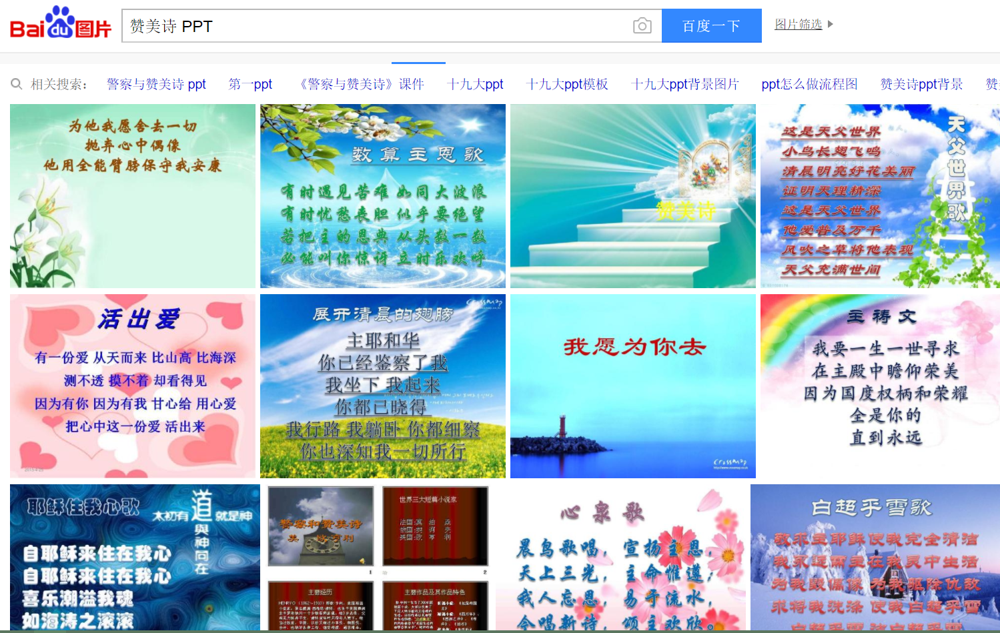 Bai du 图片
赞美诗 PPT
百度一下
图片筛选
相关搜索:
警察与赞美诗 ppt
第一ppt
《警察与赞美诗》课件
十九大ppt
十九大ppt模板
十九大ppt背景图片
ppt怎么做流程图
赞美诗ppt背景
赞
为他我愿舍去一切
抛弃心中偶像
他用全能臂膀保守我安康
数算主恩歌
有时遇见苦难 如同大波浪
有时忧愁丧胆 似乎要绝望
若把主的恩典 从头数一数
必能叫你惊讶 立时乐欢呼
赞美诗
天父世界歌
这是天父世界
小鸟长翅飞鸣
清晨明亮好花美丽
证明天理精深
这是天父世界
他爱普及万千
风吹之草将他表现
天父充满世间
活出爱
有一份爱 从天而来 比山高 比海深
测不透 摸不着 却看得见
因为有你 因为有我 甘心给 用心爱
把心中这一份爱 活出来
CrossMap
展开清晨的翅膀
主耶和华
你已经鉴察了我
我坐下 我起来
你都已晓得
我行路 我躺卧 你都细察
你也深知我一切所行
我愿为你去
CrossMap
主祷文
我要一生一世寻求
在主殿中瞻仰荣美
因为国度权柄和荣耀
全是你的
直到永远
耶稣住我心歌
太初有道就是神
道與神同在
自耶稣来住在我心
自耶稣来住在我心
喜乐潮溢我魂
如海涛之滚滚
警察和赞美诗
美 欧·亨利
1
世界三大短篇小说家
法国:莫 泊 桑
俄国:契 诃 夫
美国:欧 亨 利
2
主要经历
主要作品及其作品特色
心泉歌
晨鸟歌唱，宣扬主恩，
天上三光，主命惟遵；
我人忘恩，易于流水，
今唱新诗，颂主欢欣。
白超乎雪歌
我求主耶稣使我完全清洁
我永远需主在我灵中生活
为我毁偶像 为我驱除仇敌
求将我洗涤 使我白超乎雪